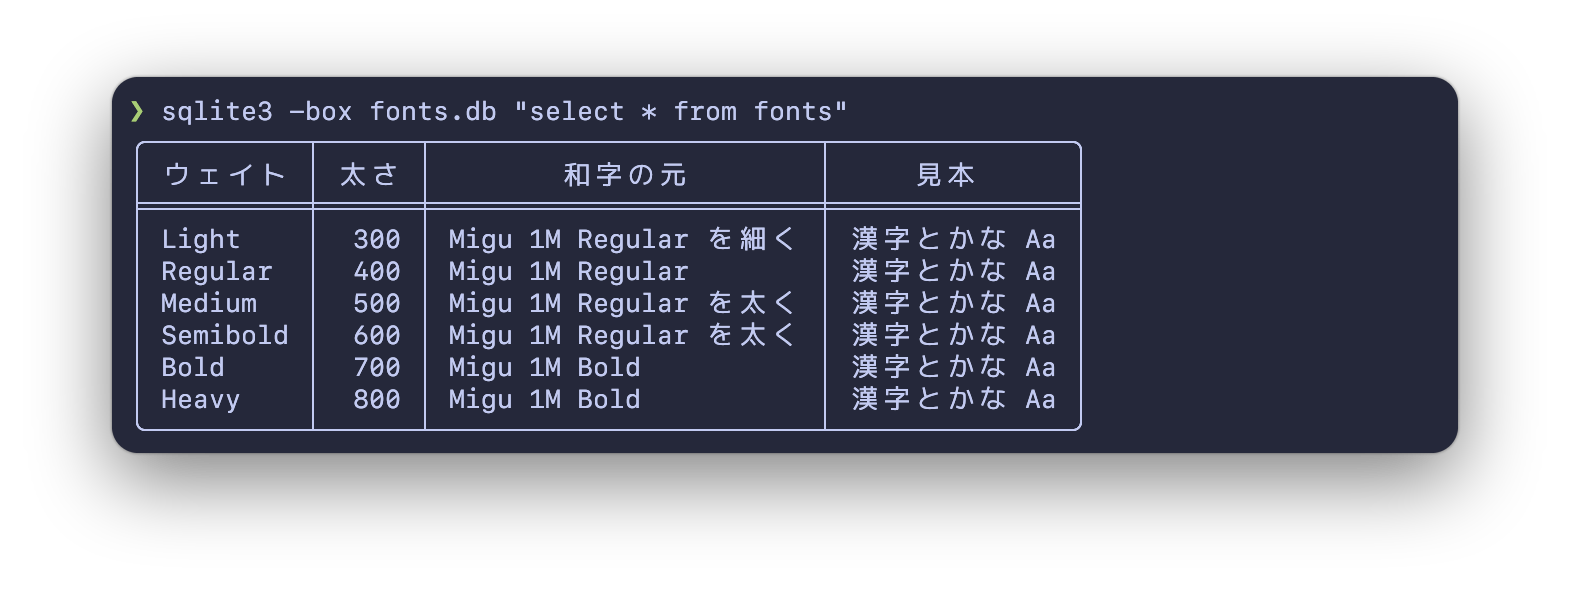 ❯ sqlite3 -box fonts.db "select * from fonts"
ウェイト 太さ 和字の元 見本
Light 300 Migu 1M Regular を細く 漢字とかな Aa
Regular 400 Migu 1M Regular 漢字とかな Aa
Medium 500 Migu 1M Regular を太く 漢字とかな Aa
Semibold 600 Migu 1M Regular を太く 漢字とかな Aa
Bold 700 Migu 1M Bold 漢字とかな Aa
Heavy 800 Migu 1M Bold 漢字とかな Aa